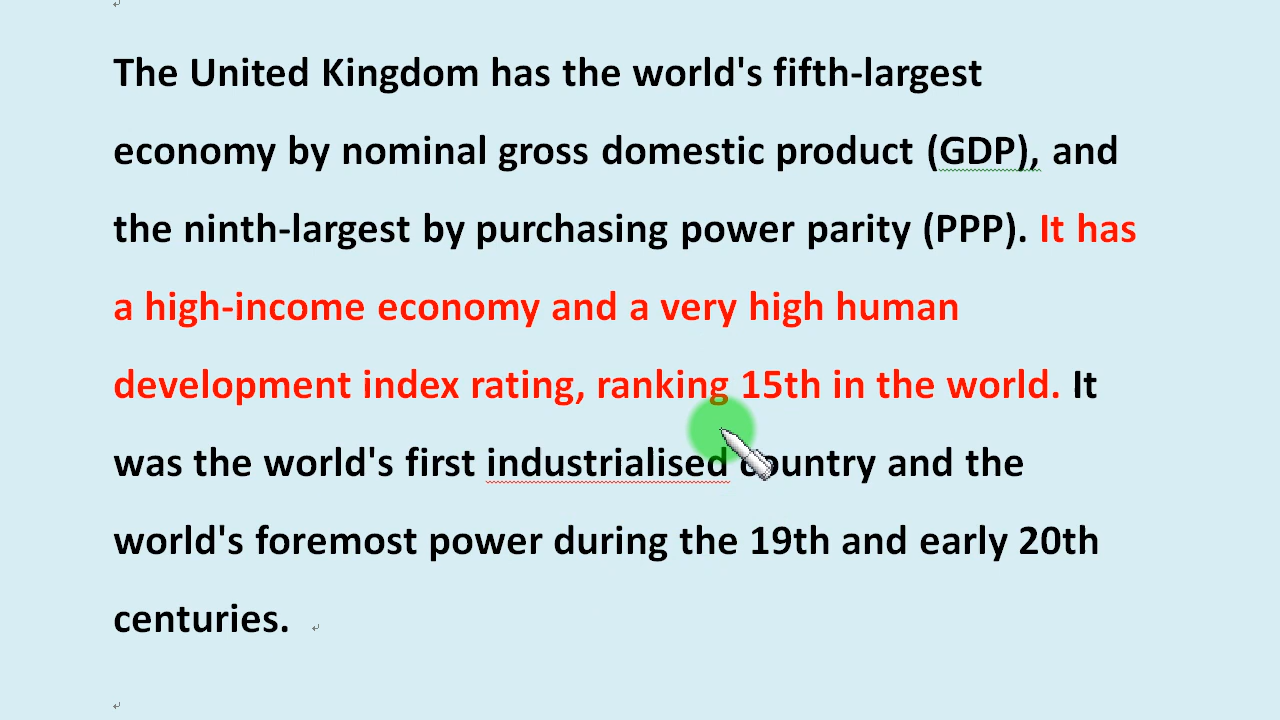 The United Kingdom has the world's fifth-largest
economy by nominal gross domestic product (GDP), and
the ninth-largest by purchasing power parity (PPP). It has
a high-income economy and a very high human
development index rating, ranking 15th in the world. It
was the world's first industrialised country and the
world's foremost power during the 19th and early 20th
centuries.